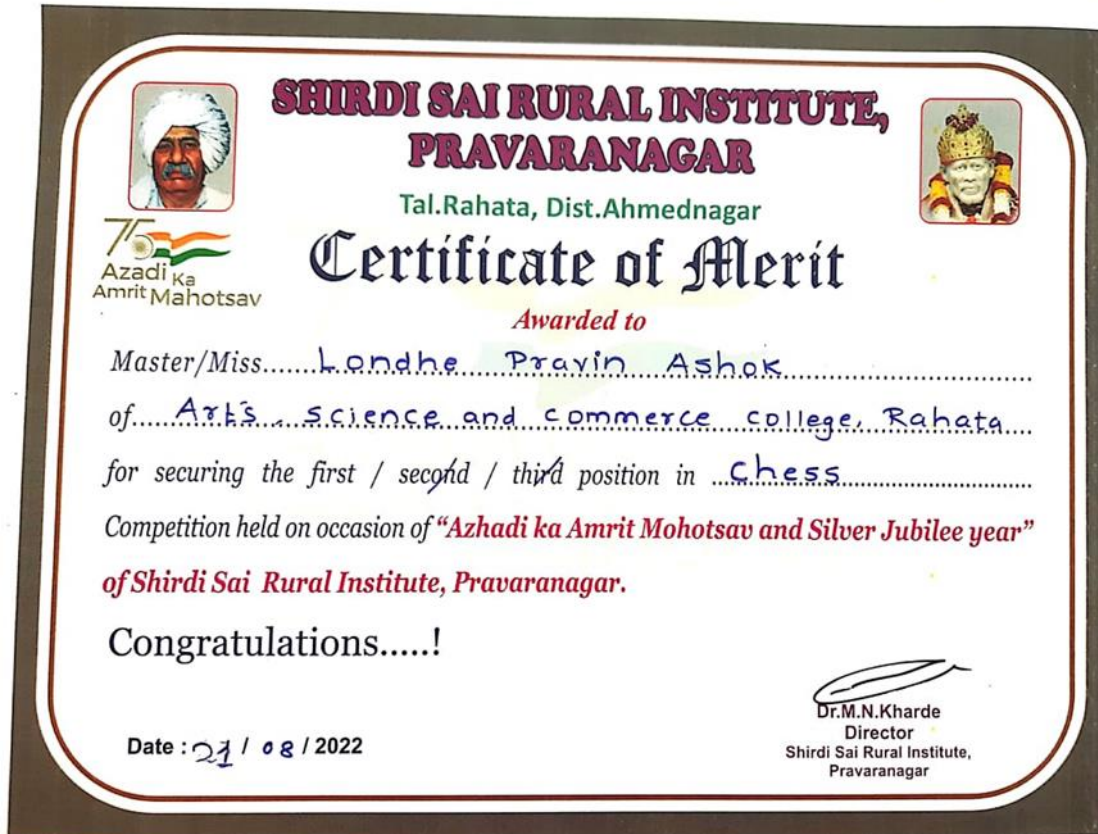 SHIRDI SAI RURAL INSTITUTE,
PRAVARANAGAR
Tal.Rahata, Dist.Ahmednagar
75
Azadi Ka
Amrit Mahotsav
Certificate of Merit
Awarded to
Master/Miss......Londhe Pravin Ashok..........
of.....Art's, science and commerce college, Rahata....
for securing the first / second / third position in ...Chess..........
Competition held on occasion of "Azhadi ka Amrit Mohotsav and Silver Jubilee year"
of Shirdi Sai Rural Institute, Pravaranagar.
Congratulations.....!
Date : / 08 / 2022
Dr.M.N.Kharde
Director
Shirdi Sai Rural Institute,
Pravaranagar